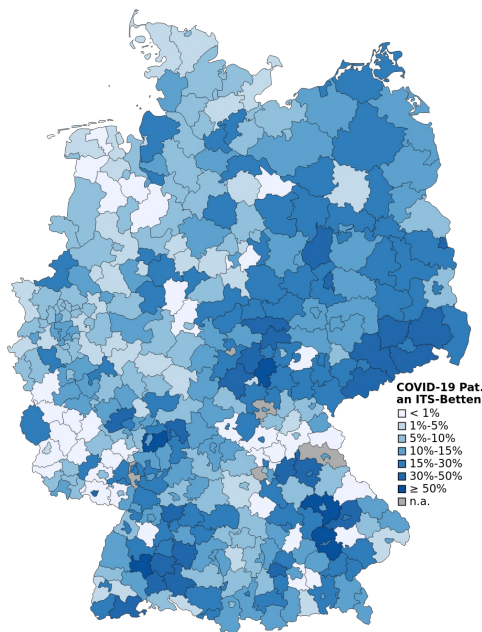 COVID-19 Pat.
an ITS-Betten
< 1%
1%-5%
5%-10%
10%-15%
15%-30%
30%-50%
≥ 50%
n.a.